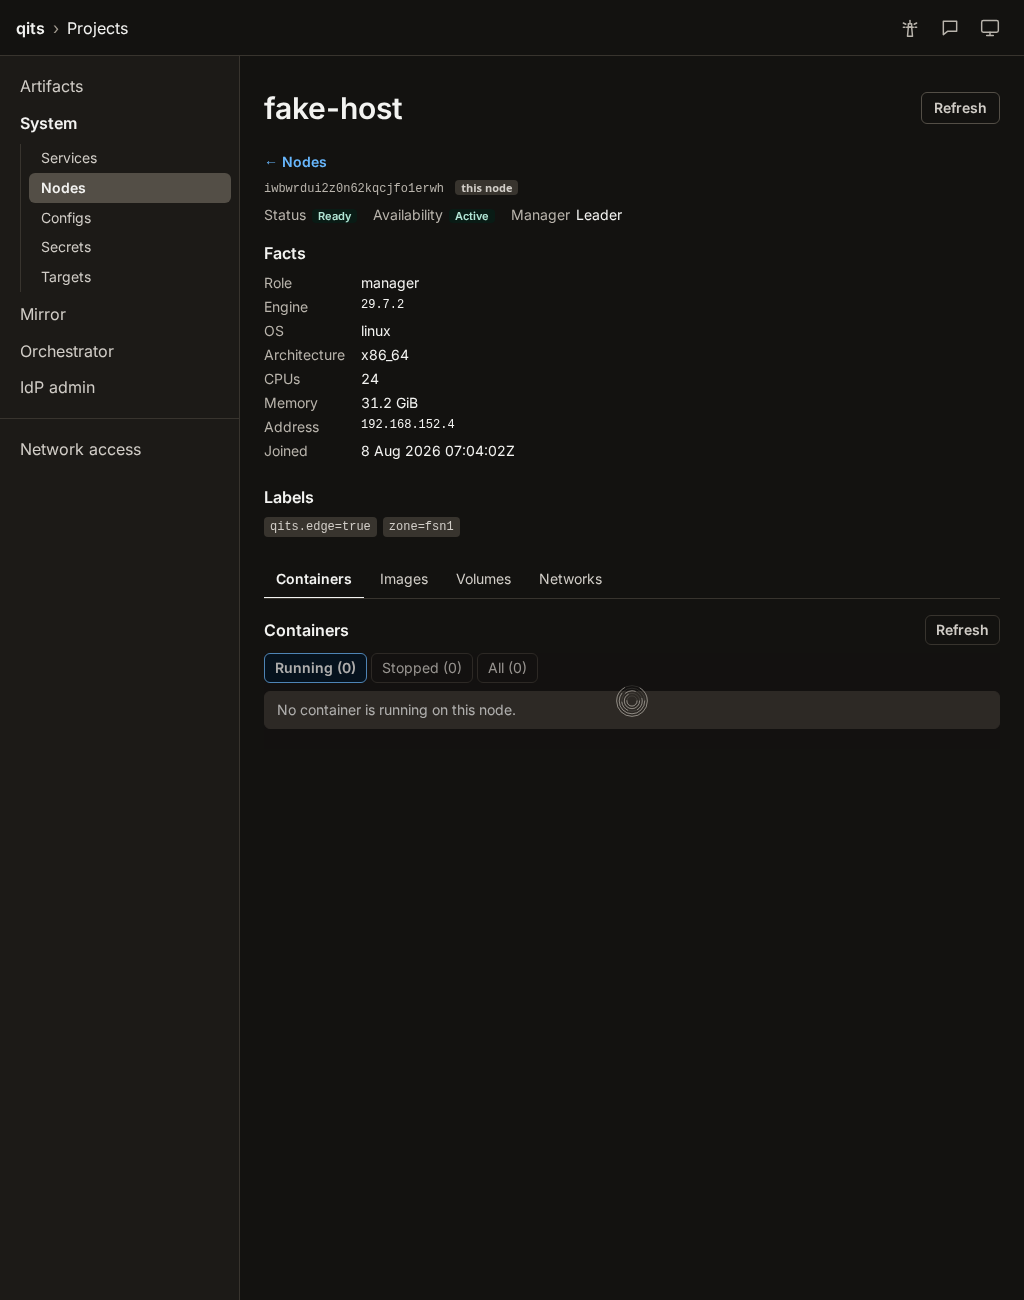 qits › Projects
Artifacts
System
Services
Nodes
Configs
Secrets
Targets
Mirror
Orchestrator
IdP admin
Network access
fake-host
Refresh
← Nodes
iwbwrdui2z0n62kqcjfo1erwh this node
Status Ready Availability Active Manager Leader
Facts
Role manager
Engine 29.7.2
OS linux
Architecture x86_64
CPUs 24
Memory 31.2 GiB
Address 192.168.152.4
Joined 8 Aug 2026 07:04:02Z
Labels
qits.edge=true zone=fsn1
Containers Images Volumes Networks
Containers
Refresh
Running (0) Stopped (0) All (0)
No container is running on this node.